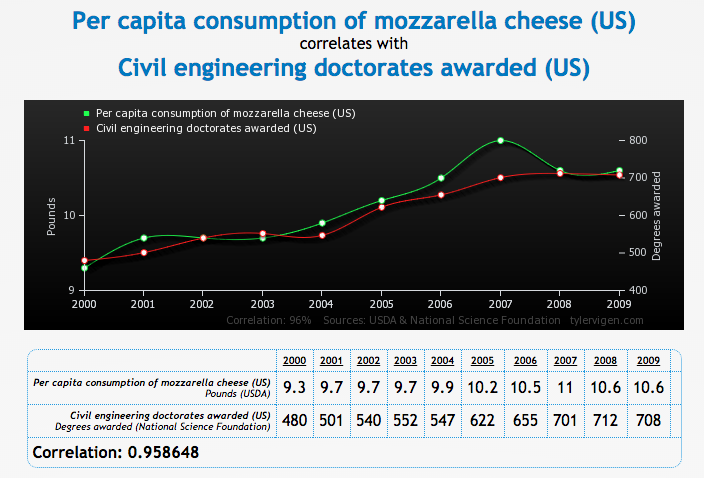 Per capita consumption of mozzarella cheese (US)
correlates with
Civil engineering doctorates awarded (US)
Per capita consumption of mozzarella cheese (US)
Civil engineering doctorates awarded (US)
11
10
9
Pounds
800
700
600
500
400
Degrees awarded
2000 2001 2002 2003 2004 2005 2006 2007 2008 2009
Correlation: 96% Sources: USDA & National Science Foundation tylervigen.com
2000 2001 2002 2003 2004 2005 2006 2007 2008 2009
Per capita consumption of mozzarella cheese (US)
Pounds (USDA)
9.3 9.7 9.7 9.7 9.9 10.2 10.5 11 10.6 10.6
Civil engineering doctorates awarded (US)
Degrees awarded (National Science Foundation)
480 501 540 552 547 622 655 701 712 708
Correlation: 0.958648